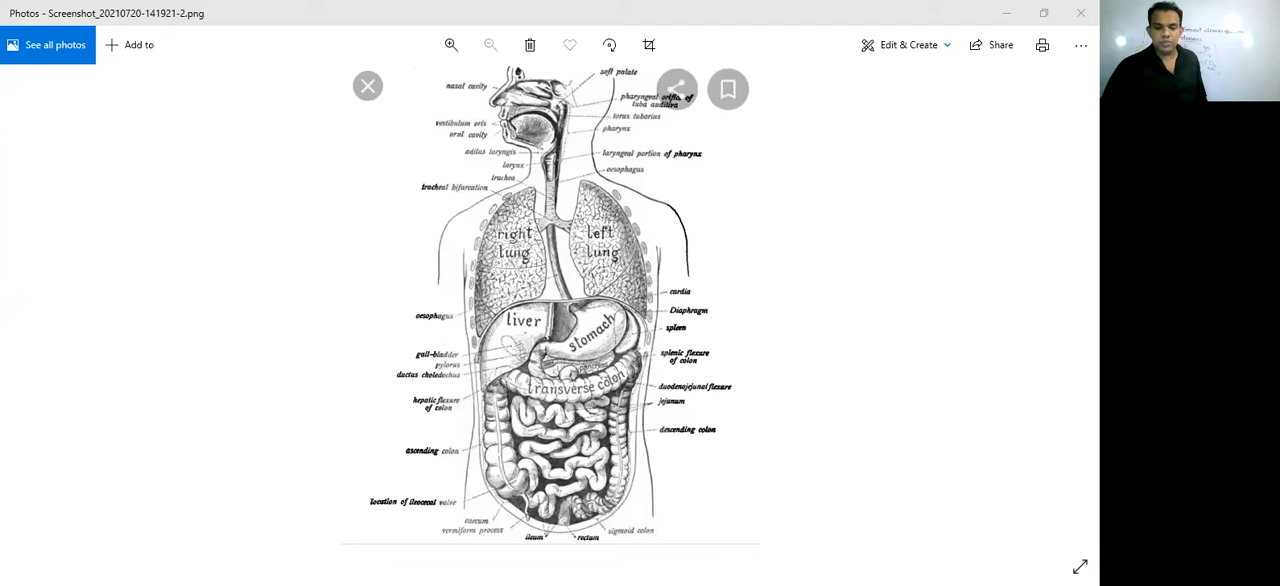 Photos - Screenshot_20210720-141921-2.png
See all photos
Add to
Edit & Create
Share
soft palate
nasal cavity
pharyngeal orifice of
tuba auditiva
torus tubarius
vestibulum oris
oral cavity
pharynx
aditus laryngis
laryngeal portion of pharynx
larynx
oesophagus
trachea
tracheal bifurcation
right
lung
left
lung
cardia
Diaphragm
oesophagus
liver
stomach
spleen
gall-bladder
pylorus
splenic flexure
of colon
pancreas
ductus choledochus
transverse colon
duodenojejunal flexure
hepatic flexure
of colon
jejunum
descending colon
ascending colon
location of ileocecal valve
caecum
vermiform process
sigmoid colon
ileum
rectum